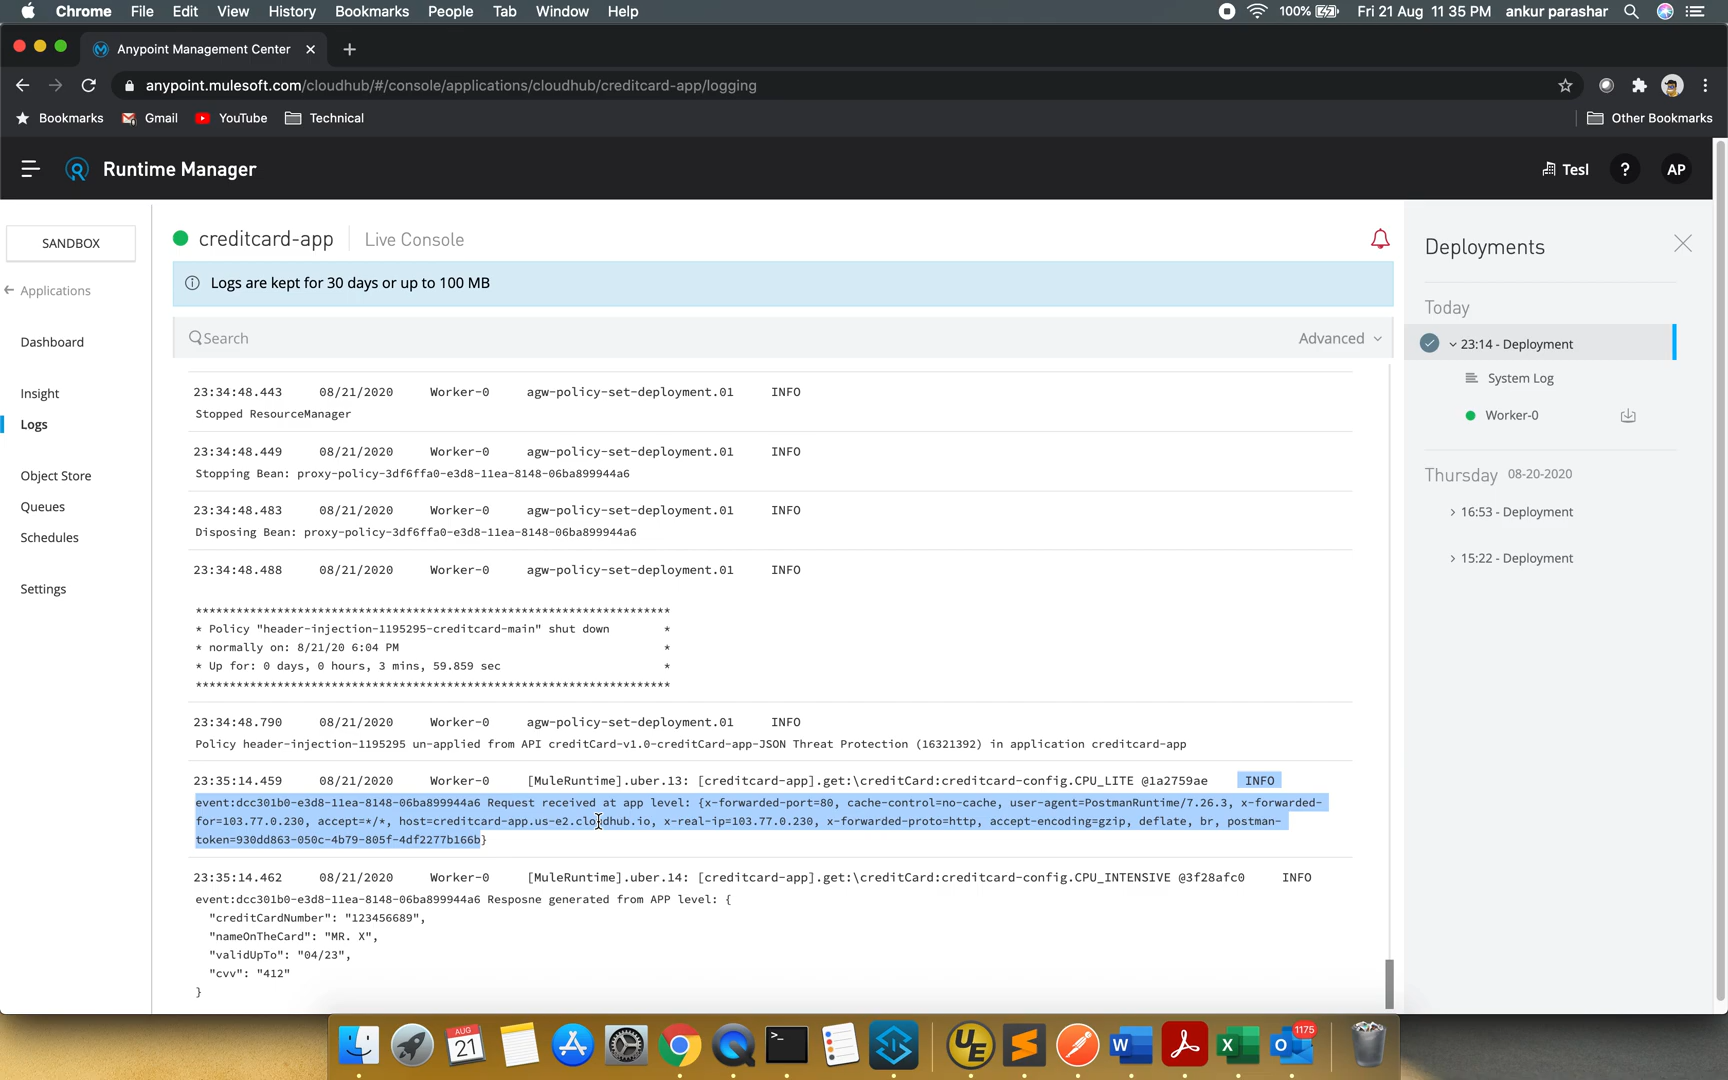 Chrome File Edit View History Bookmarks People Tab Window Help 100% Fri 21 Aug 11 35 PM ankur parashar
Anypoint Management Center
anypoint.mulesoft.com/cloudhub/#/console/applications/cloudhub/creditcard-app/logging
Bookmarks Gmail YouTube Technical Other Bookmarks
Runtime Manager Tesl ? AP
SANDBOX
Applications
Dashboard
Insight
Logs
Object Store
Queues
Schedules
Settings
creditcard-app Live Console
Logs are kept for 30 days or up to 100 MB
Search Advanced
23:34:48.443 08/21/2020 Worker-0 agw-policy-set-deployment.01 INFO
Stopped ResourceManager
23:34:48.449 08/21/2020 Worker-0 agw-policy-set-deployment.01 INFO
Stopping Bean: proxy-policy-3df6ffa0-e3d8-11ea-8148-06ba899944a6
23:34:48.483 08/21/2020 Worker-0 agw-policy-set-deployment.01 INFO
Disposing Bean: proxy-policy-3df6ffa0-e3d8-11ea-8148-06ba899944a6
23:34:48.488 08/21/2020 Worker-0 agw-policy-set-deployment.01 INFO
**********************************************************************
* Policy "header-injection-1195295-creditcard-main" shut down *
* normally on: 8/21/20 6:04 PM *
* Up for: 0 days, 0 hours, 3 mins, 59.859 sec *
**********************************************************************
23:34:48.790 08/21/2020 Worker-0 agw-policy-set-deployment.01 INFO
Policy header-injection-1195295 un-applied from API creditCard-v1.0-creditCard-app-JSON Threat Protection (16321392) in application creditcard-app
23:35:14.459 08/21/2020 Worker-0 [MuleRuntime].uber.13: [creditcard-app].get:\creditCard:creditcard-config.CPU_LITE @1a2759ae INFO
event:dcc301b0-e3d8-11ea-8148-06ba899944a6 Request received at app level: {x-forwarded-port=80, cache-control=no-cache, user-agent=PostmanRuntime/7.26.3, x-forwarded-
for=103.77.0.230, accept=*/*, host=creditcard-app.us-e2.cloudhub.io, x-real-ip=103.77.0.230, x-forwarded-proto=http, accept-encoding=gzip, deflate, br, postman-
token=930dd863-050c-4b79-805f-4df2277b166b}
23:35:14.462 08/21/2020 Worker-0 [MuleRuntime].uber.14: [creditcard-app].get:\creditCard:creditcard-config.CPU_INTENSIVE @3f28afc0 INFO
event:dcc301b0-e3d8-11ea-8148-06ba899944a6 Resposne generated from APP level: {
"creditCardNumber": "123456689",
"nameOnTheCard": "MR. X",
"validUpTo": "04/23",
"cvv": "412"
}
Deployments
Today
23:14 - Deployment
System Log
Worker-0
Thursday 08-20-2020
16:53 - Deployment
15:22 - Deployment
AUG
21
>_
UE
S
W
X
O
1175